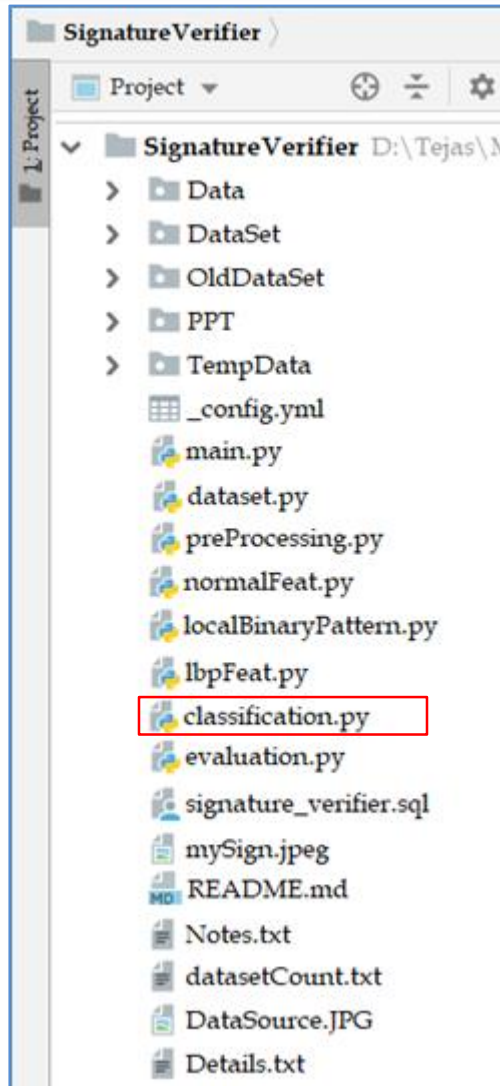 SignatureVerifier
1: Project
Project
SignatureVerifier D:\Tejas\
Data
DataSet
OldDataSet
PPT
TempData
_config.yml
main.py
dataset.py
preProcessing.py
normalFeat.py
localBinaryPattern.py
lbpFeat.py
classification.py
evaluation.py
signature_verifier.sql
mySign.jpeg
MD README.md
Notes.txt
datasetCount.txt
DataSource.JPG
Details.txt